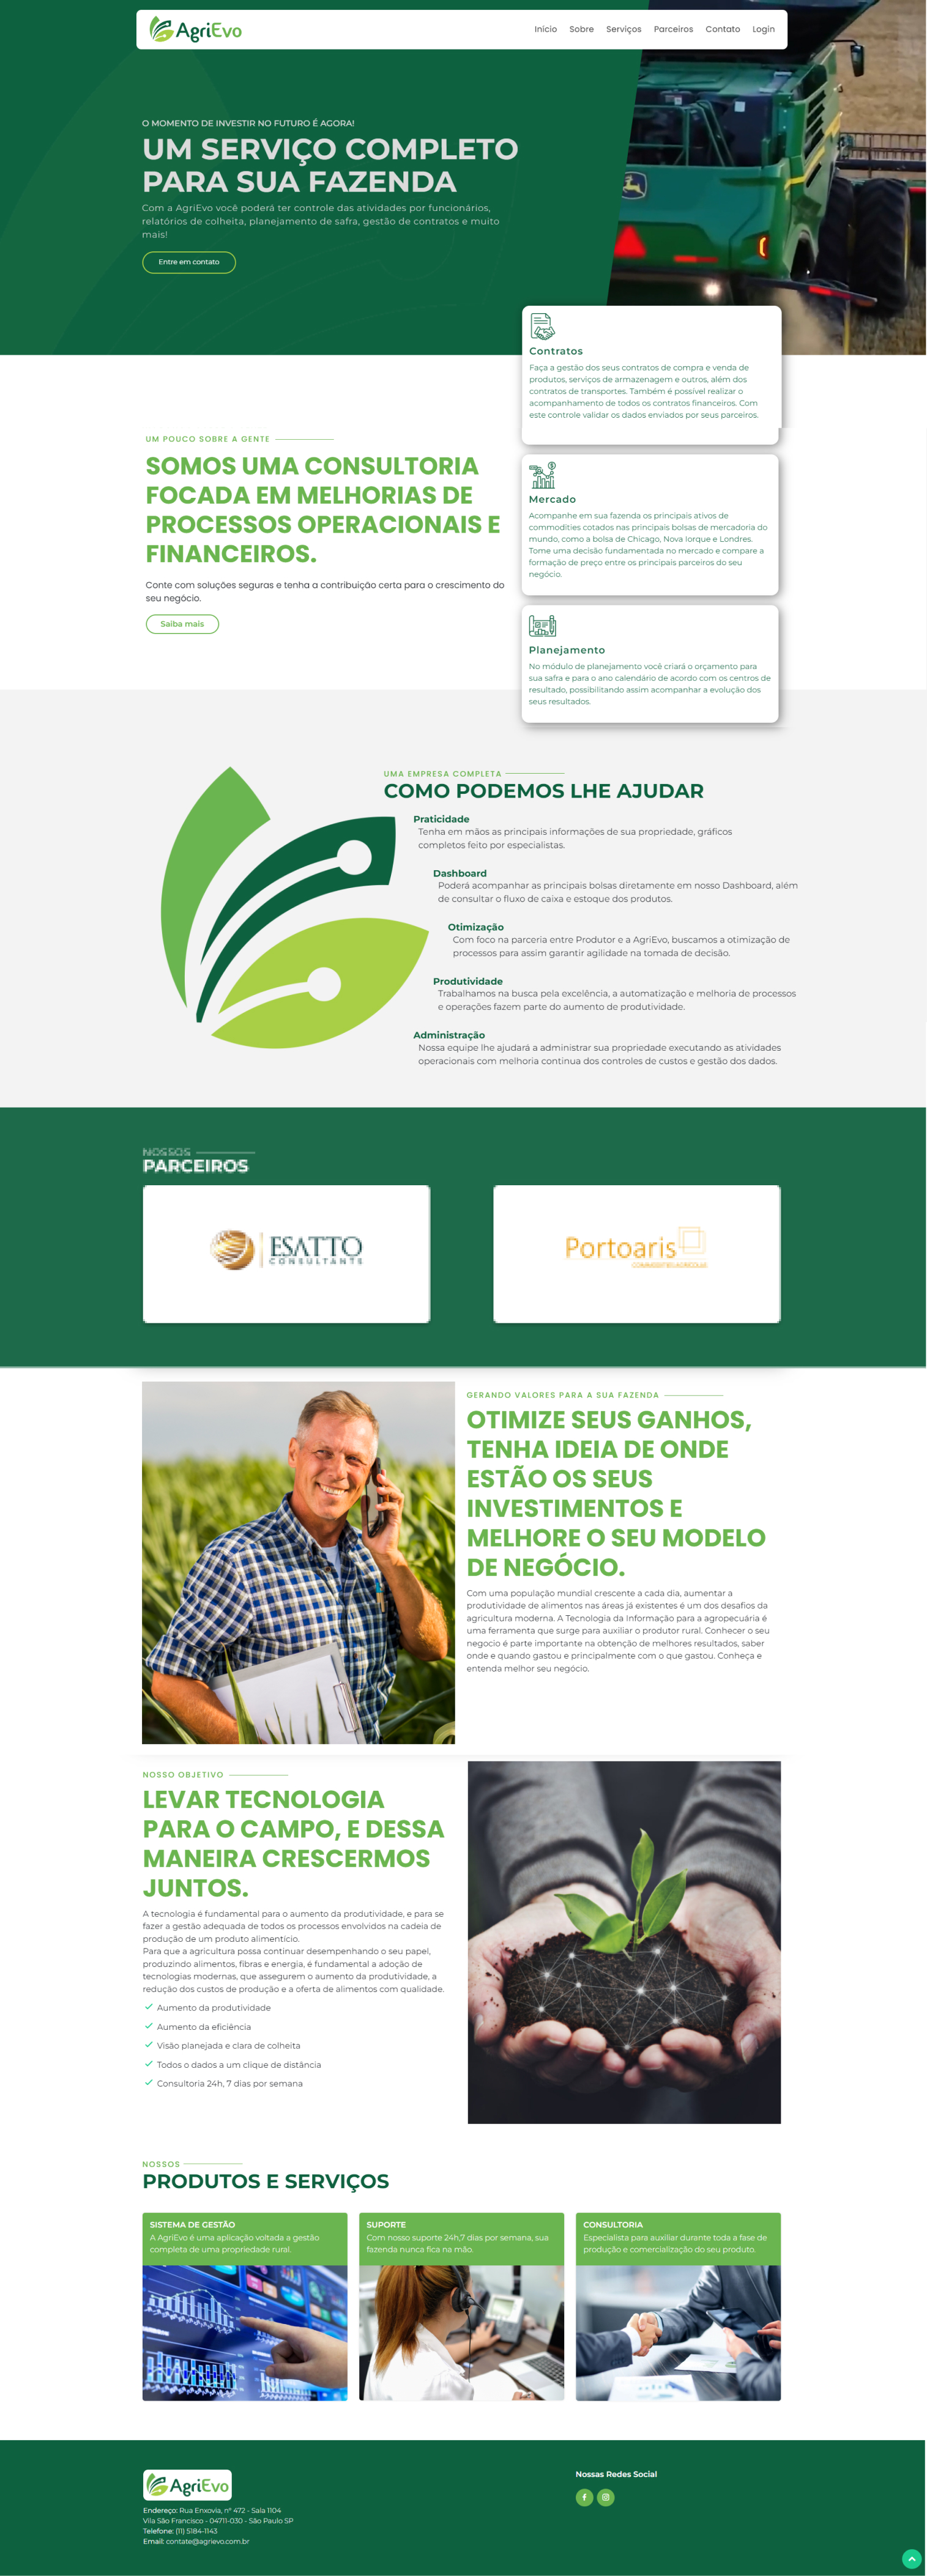 AgriEvo
Início Sobre Serviços Parceiros Contato Login
O MOMENTO DE INVESTIR NO FUTURO É AGORA!
UM SERVIÇO COMPLETO
PARA SUA FAZENDA
Com a AgriEvo você poderá ter controle das atividades por funcionários,
relatórios de colheita, planejamento de safra, gestão de contratos e muito
mais!
Entre em contato
Contratos
Faça a gestão dos seus contratos de compra e venda de
produtos, serviços de armazenagem e outros, além dos
contratos de transportes. Também é possível realizar o
acompanhamento de todos os contratos financeiros. Com
este controle validar os dados enviados por seus parceiros.
UM POUCO SOBRE A GENTE
SOMOS UMA CONSULTORIA
FOCADA EM MELHORIAS DE
PROCESSOS OPERACIONAIS E
FINANCEIROS.
Conte com soluções seguras e tenha a contribuição certa para o crescimento do
seu negócio.
Saiba mais
Mercado
Acompanhe em sua fazenda os principais ativos de
commodities cotados nas principais bolsas de mercadoria do
mundo, como a bolsa de Chicago, Nova Iorque e Londres.
Tome uma decisão fundamentada no mercado e compare a
formação de preço entre os principais parceiros do seu
negócio.
Planejamento
No módulo de planejamento você criará o orçamento para
sua safra e para o ano calendário de acordo com os centros de
resultado, possibilitando assim acompanhar a evolução dos
seus resultados.
UMA EMPRESA COMPLETA
COMO PODEMOS LHE AJUDAR
Praticidade
Tenha em mãos as principais informações de sua propriedade, gráficos
completos feito por especialistas.
Dashboard
Poderá acompanhar as principais bolsas diretamente em nosso Dashboard, além
de consultar o fluxo de caixa e estoque dos produtos.
Otimização
Com foco na parceria entre Produtor e a AgriEvo, buscamos a otimização de
processos para assim garantir agilidade na tomada de decisão.
Produtividade
Trabalhamos na busca pela excelência, a automatização e melhoria de processos
e operações fazem parte do aumento de produtividade.
Administração
Nossa equipe lhe ajudará a administrar sua propriedade executando as atividades
operacionais com melhoria continua dos controles de custos e gestão dos dados.
NOSSOS
PARCEIROS
ESATTO
CONSULTANTS
Portoaris
COMMODITIES AGRÍCOLAS
GERANDO VALORES PARA A SUA FAZENDA
OTIMIZE SEUS GANHOS,
TENHA IDEIA DE ONDE
ESTÃO OS SEUS
INVESTIMENTOS E
MELHORE O SEU MODELO
DE NEGÓCIO.
Com uma população mundial crescente a cada dia, aumentar a
produtividade de alimentos nas áreas já existentes é um dos desafios da
agricultura moderna. A Tecnologia da Informação para a agropecuária é
uma ferramenta que surge para auxiliar o produtor rural. Conhecer o seu
negocio é parte importante na obtenção de melhores resultados, saber
onde e quando gastou e principalmente com o que gastou. Conheça e
entenda melhor seu negócio.
NOSSO OBJETIVO
LEVAR TECNOLOGIA
PARA O CAMPO, E DESSA
MANEIRA CRESCERMOS
JUNTOS.
A tecnologia é fundamental para o aumento da produtividade, e para se
fazer a gestão adequada de todos os processos envolvidos na cadeia de
produção de um produto alimentício.
Para que a agricultura possa continuar desempenhando o seu papel,
produzindo alimentos, fibras e energia, é fundamental a adoção de
tecnologias modernas, que assegurem o aumento da produtividade, a
redução dos custos de produção e a oferta de alimentos com qualidade.
Aumento da produtividade
Aumento da eficiência
Visão planejada e clara de colheita
Todos o dados a um clique de distância
Consultoria 24h, 7 dias por semana
NOSSOS
PRODUTOS E SERVIÇOS
SISTEMA DE GESTÃO
A AgriEvo é uma aplicação voltada a gestão
completa de uma propriedade rural.
SUPORTE
Com nosso suporte 24h,7 dias por semana, sua
fazenda nunca fica na mão.
CONSULTORIA
Especialista para auxiliar durante toda a fase de
produção e comercialização do seu produto.
AgriEvo
Endereço: Rua Enxovia, nº 472 - Sala 1104
Vila São Francisco - 04711-030 - São Paulo SP
Telefone: (11) 5184-1143
Email: contate@agrievo.com.br
Nossas Redes Social